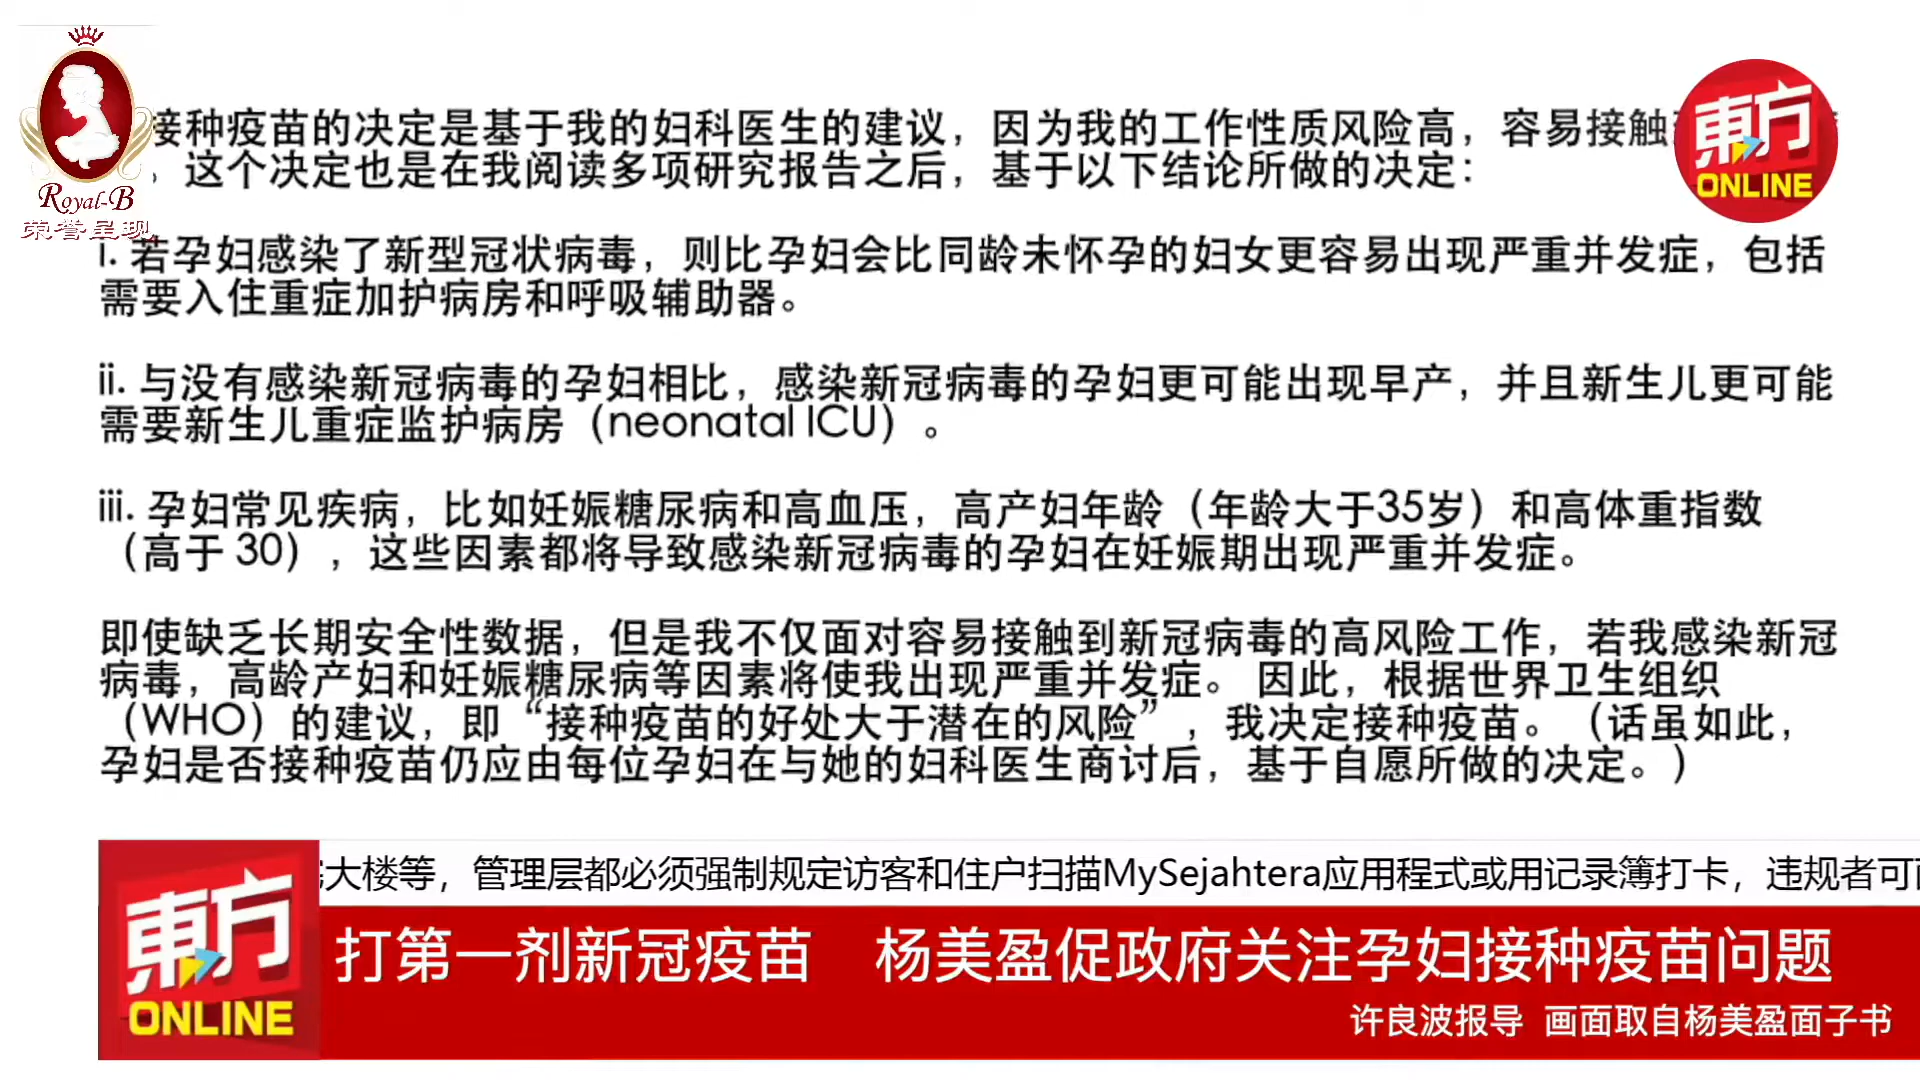 接种疫苗的决定是基于我的妇科医生的建议，因为我的工作性质风险高，容易接触
，这个决定也是在我阅读多项研究报告之后，基于以下结论所做的决定：
i. 若孕妇感染了新型冠状病毒，则比孕妇会比同龄未怀孕的妇女更容易出现严重并发症，包括
需要入住重症加护病房和呼吸辅助器。
ii. 与没有感染新冠病毒的孕妇相比，感染新冠病毒的孕妇更可能出现早产，并且新生儿更可能
需要新生儿重症监护病房（neonatal ICU）。
iii. 孕妇常见疾病，比如妊娠糖尿病和高血压，高产妇年龄（年龄大于35岁）和高体重指数
（高于 30），这些因素都将导致感染新冠病毒的孕妇在妊娠期出现严重并发症。
即使缺乏长期安全性数据，但是我不仅面对容易接触到新冠病毒的高风险工作，若我感染新冠
病毒，高龄产妇和妊娠糖尿病等因素将使我出现严重并发症。 因此，根据世界卫生组织
（WHO）的建议，即“接种疫苗的好处大于潜在的风险”，我决定接种疫苗。（话虽如此，
孕妇是否接种疫苗仍应由每位孕妇在与她的妇科医生商讨后，基于自愿所做的决定。）
Royal-B
荣誉呈现
東方
ONLINE
大楼等，管理层都必须强制规定访客和住户扫描MySejahtera应用程式或用记录簿打卡，违规者可
東方
ONLINE
打第一剂新冠疫苗 杨美盈促政府关注孕妇接种疫苗问题
许良波报导 画面取自杨美盈面子书